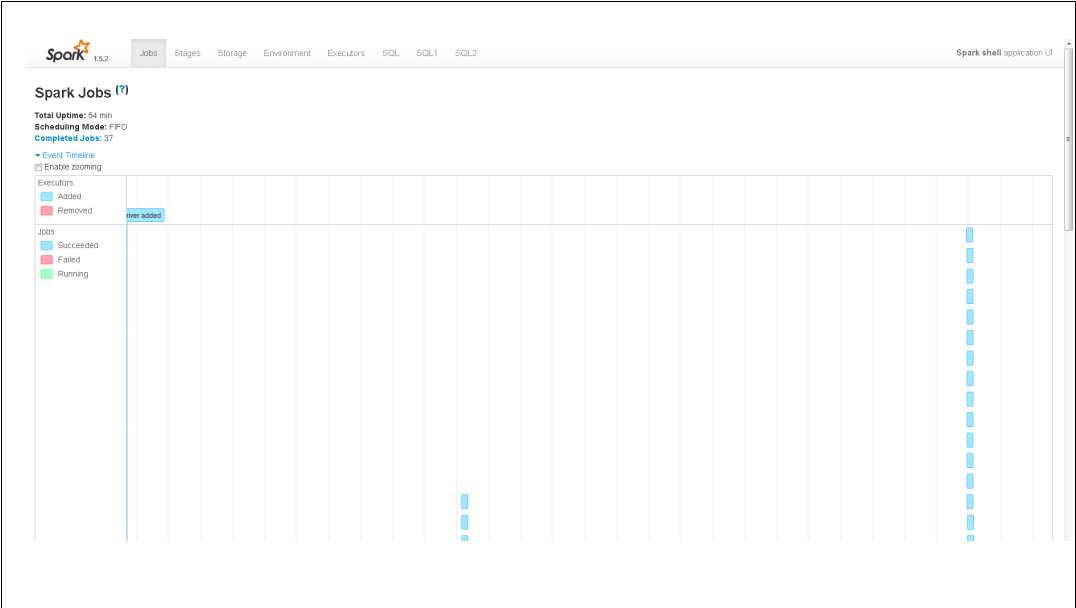 Spark 1.5.2 Jobs Stages Storage Environment Executors SQL SQL1 SQL2 Spark shell application UI
Spark Jobs (?)
Total Uptime: 54 min
Scheduling Mode: FIFO
Completed Jobs: 37
Event Timeline
Enable zooming
Executors
Added
Removed
river added
Jobs
Succeeded
Failed
Running